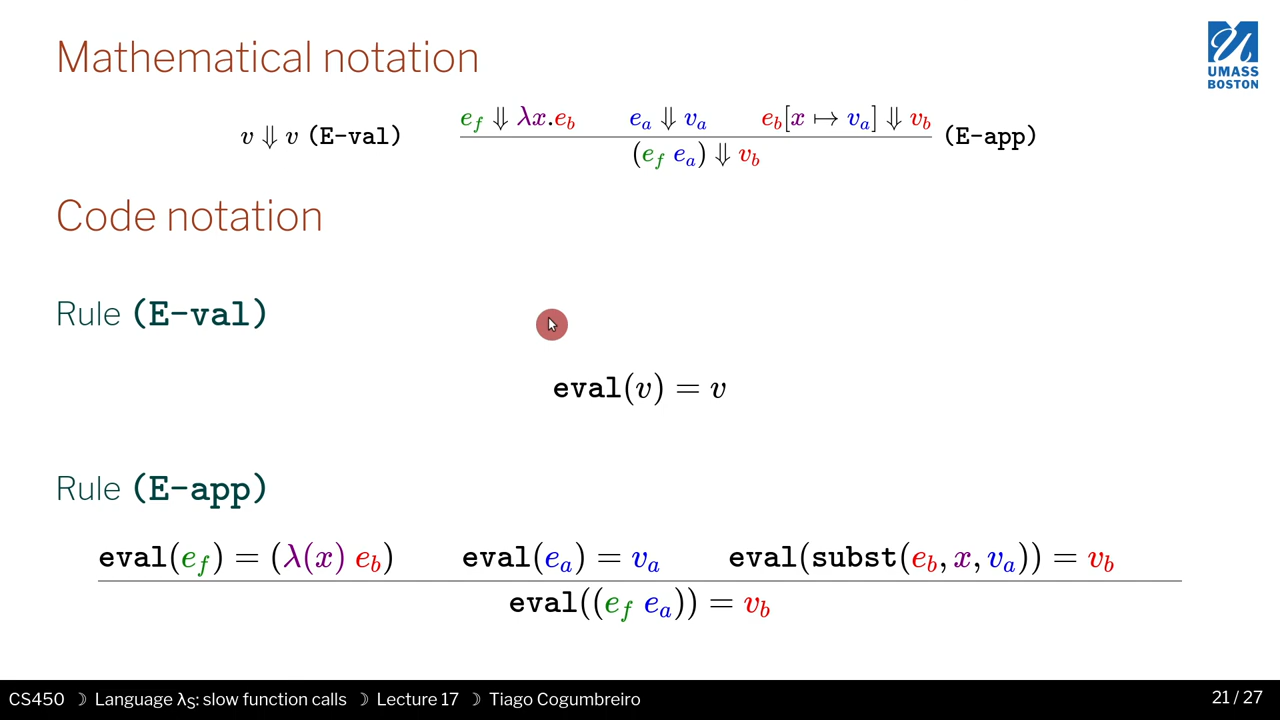 Mathematical notation
UMASS
BOSTON
v ⇓ v (E-val)
e_f ⇓ λx.e_b e_a ⇓ v_a e_b[x ↦ v_a] ⇓ v_b
(e_f e_a) ⇓ v_b
(E-app)
Code notation
Rule (E-val)
eval(v) = v
Rule (E-app)
eval(e_f) = (λ(x) e_b) eval(e_a) = v_a eval(subst(e_b, x, v_a)) = v_b
eval((e_f e_a)) = v_b
CS450 ☽ Language λ_S: slow function calls ☽ Lecture 17 ☽ Tiago Cogumbreiro 21 / 27